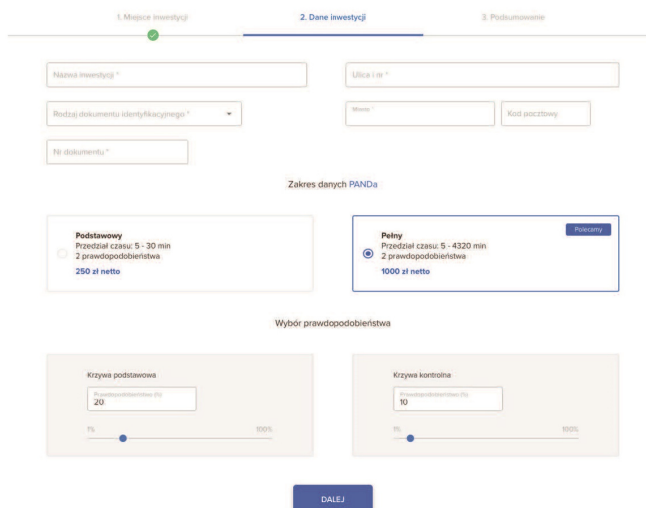 1. Miejsce inwestycji
2. Dane inwestycji
3. Podsumowanie
Nazwa inwestycji *
Ulica i nr *
Rodzaj dokumentu identyfikacyjnego *
Miasto *
Kod pocztowy
Nr dokumentu *
Zakres danych PANDa
Podstawowy
Przedział czasu: 5 - 30 min
2 prawdopodobieństwa
250 zł netto
Polecamy
Pełny
Przedział czasu: 5 - 4320 min
2 prawdopodobieństwa
1000 zł netto
Wybór prawdopodobieństwa
Krzywa podstawowa
Prawdopodobieństwo (%)
20
1% 100%
Krzywa kontrolna
Prawdopodobieństwo (%)
10
1% 100%
DALEJ